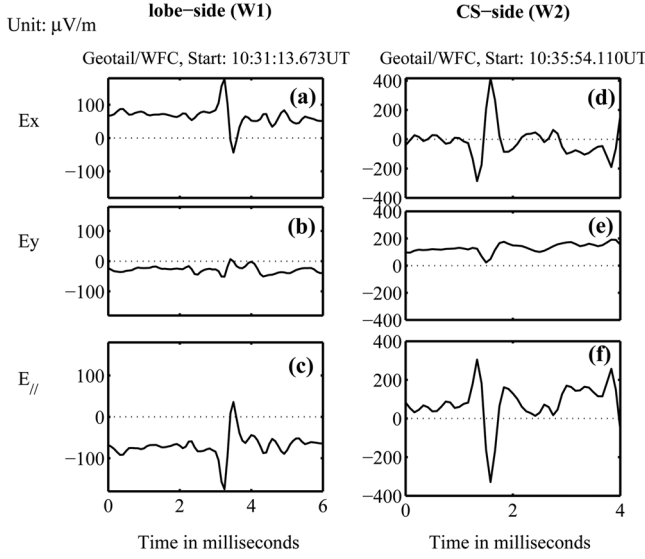 lobe−side (W1)
CS−side (W2)
Unit: μV/m
Geotail/WFC, Start: 10:31:13.673UT
Geotail/WFC, Start: 10:35:54.110UT
Ex
100
0
−100
(a)
400
200
0
−200
−400
(d)
Ey
100
0
−100
(b)
400
200
0
200
−400
(e)
E//
100
0
−100
(c)
0
2
4
6
400
200
0
200
−400
(f)
0
2
4
Time in milliseconds
Time in milliseconds